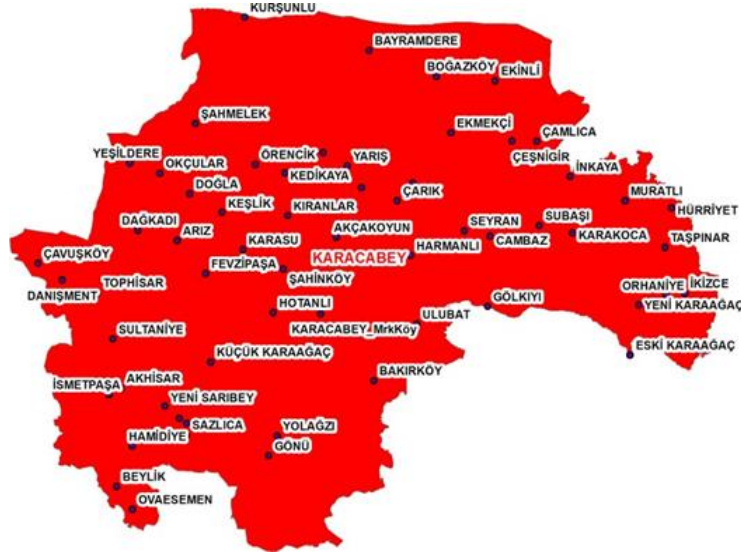 KURŞUNLU
BAYRAMDERE
BOĞAZKÖY
EKİNLİ
ŞAHMELEK
EKMEKÇİ
ÇAMLICA
YEŞİLDERE
OKÇULAR
ÖRENCİK
YARIŞ
ÇEŞNİGİR
KEDİKAYA
İNKAYA
DOĞLA
ÇARIK
MURATLI
KEŞLİK
KIRANLAR
HÜRRİYET
DAĞKADI
ARIZ
AKÇAKOYUN
SEYRAN
SUBAŞI
CAMBAZ
KARAKOCA
ÇAVUŞKÖY
KARASU
KARACABEY
HARMANLI
TAŞPINAR
FEVZİPAŞA
ŞAHİNKÖY
TOPHİSAR
DANIŞMENT
ORHANİYE
İKİZCE
HOTANLI
GÖLKIYI
YENİ KARAAĞAÇ
ULUBAT
SULTANİYE
KARACABEY_MrkKöy
KÜÇÜK KARAAĞAÇ
ESKİ KARAAĞAÇ
BAKIRKÖY
AKHİSAR
İSMETPAŞA
YENİ SARIBEY
SAZLICA
YOLAĞZI
HAMİDİYE
GÖNÜ
BEYLİK
OVAESEMEN